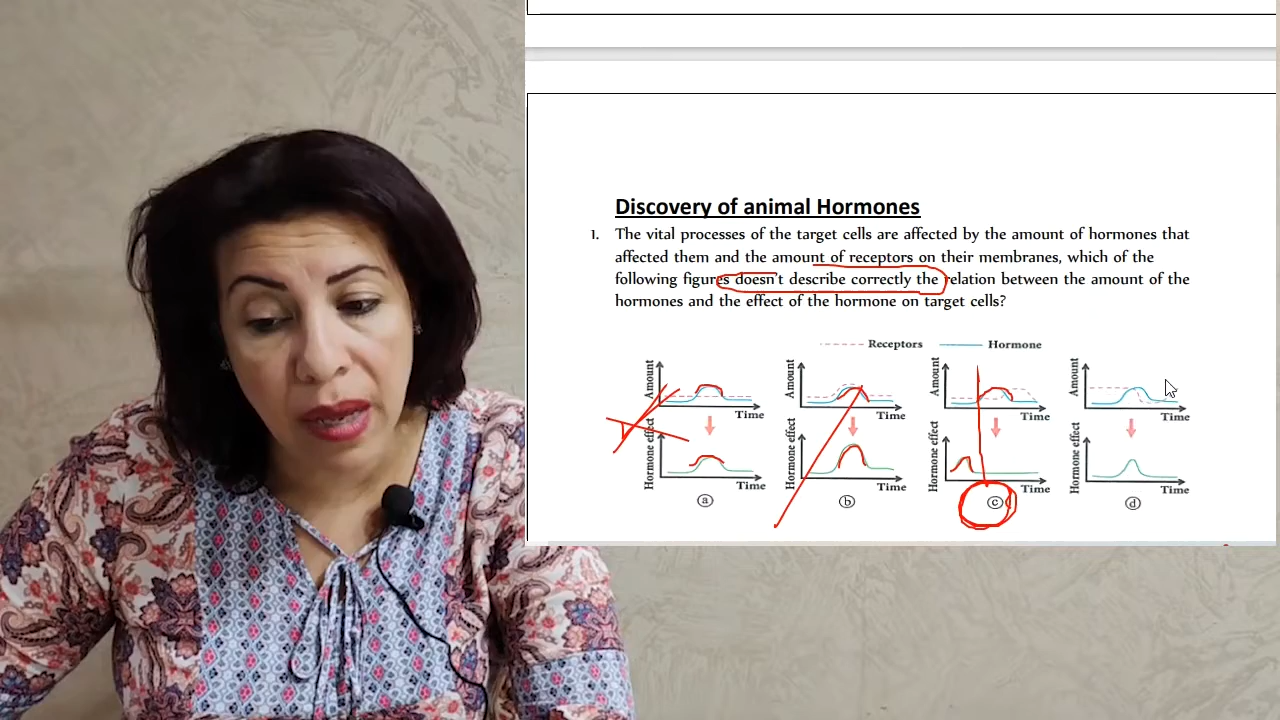 Discovery of animal Hormones
1. The vital processes of the target cells are affected by the amount of hormones that
affected them and the amount of receptors on their membranes, which of the
following figures doesn't describe correctly the relation between the amount of the
hormones and the effect of the hormone on target cells?
Receptors Hormone
Amount Amount Amount Amount
Time Time Time Time
Hormone effect Hormone effect Hormone effect Hormone effect
Time Time Time Time
a b c d